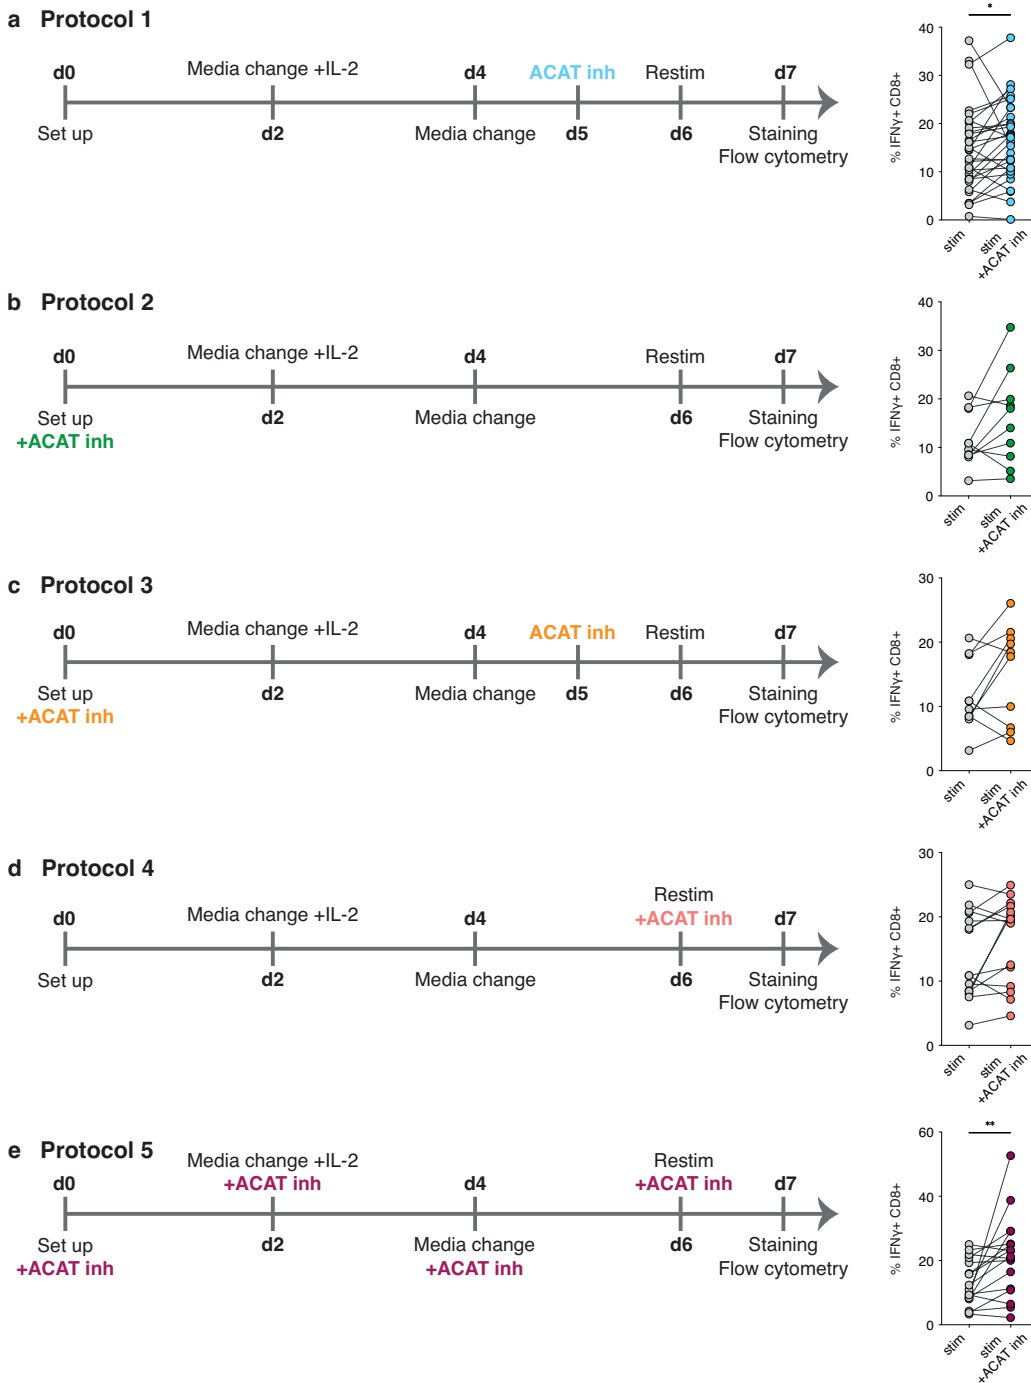 a Protocol 1
d0
Media change +IL-2
d4
ACAT inh
Restim
d7
Set up
d2
Media change
d5
d6
Staining
Flow cytometry
*
% IFNγ+ CD8+
40
30
20
10
0
stim
stim
+ACAT inh
b Protocol 2
d0
Media change +IL-2
d4
Restim
d7
Set up
+ACAT inh
d2
Media change
d6
Staining
Flow cytometry
% IFNγ+ CD8+
40
30
20
10
0
stim
stim
+ACAT inh
c Protocol 3
d0
Media change +IL-2
d4
ACAT inh
Restim
d7
Set up
+ACAT inh
d2
Media change
d5
d6
Staining
Flow cytometry
% IFNγ+ CD8+
30
20
10
0
stim
stim
+ACAT inh
d Protocol 4
d0
Media change +IL-2
d4
Restim
+ACAT inh
d7
Set up
d2
Media change
d6
Staining
Flow cytometry
% IFNγ+ CD8+
30
20
10
0
stim
stim
+ACAT inh
e Protocol 5
d0
Media change +IL-2
+ACAT inh
d4
Restim
+ACAT inh
d7
Set up
+ACAT inh
d2
Media change
+ACAT inh
d6
Staining
Flow cytometry
**
% IFNγ+ CD8+
60
40
20
0
stim
stim
+ACAT inh